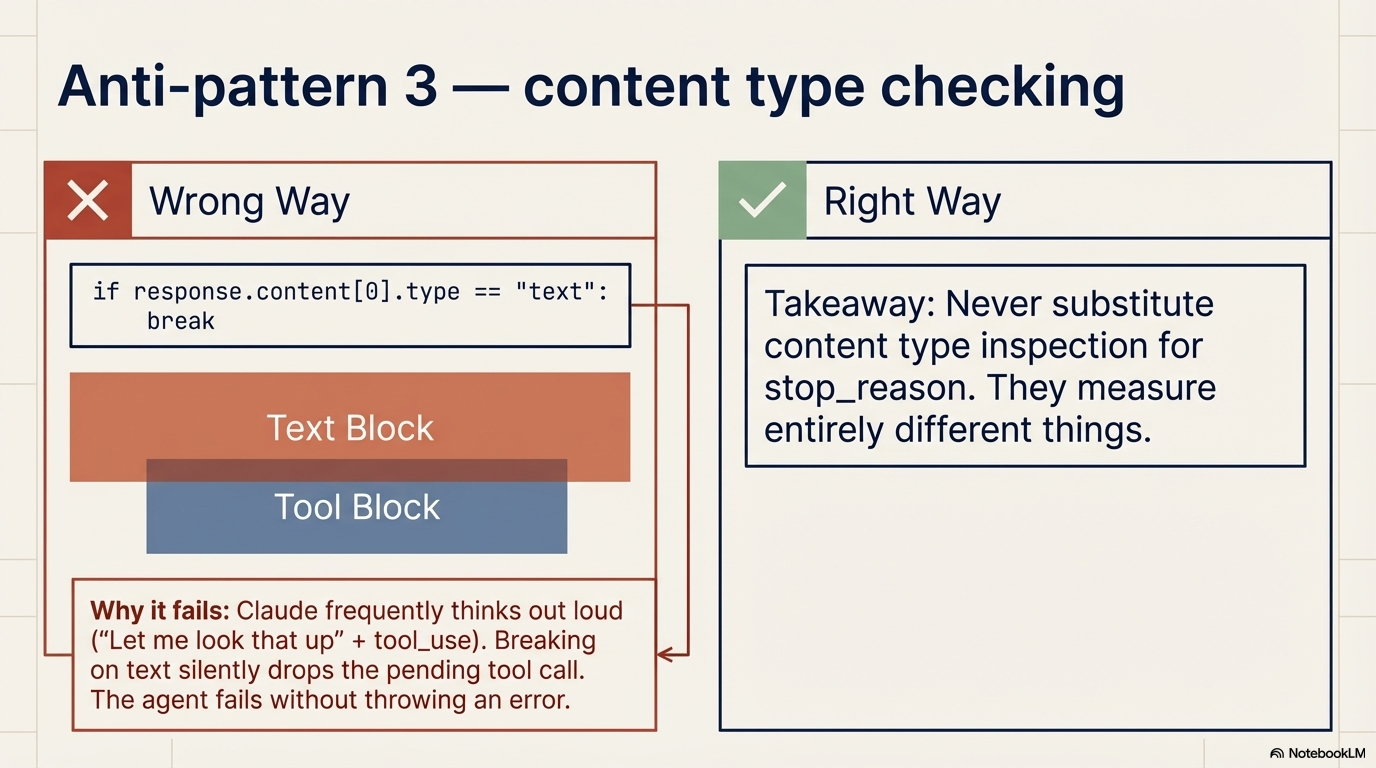 Anti-pattern 3 — content type checking
Wrong Way
if response.content[0].type == "text":
    break
Text Block
Tool Block
Why it fails: Claude frequently thinks out loud
(“Let me look that up” + tool_use). Breaking
on text silently drops the pending tool call.
The agent fails without throwing an error.
Right Way
Takeaway: Never substitute
content type inspection for
stop_reason. They measure
entirely different things.
NotebookLM